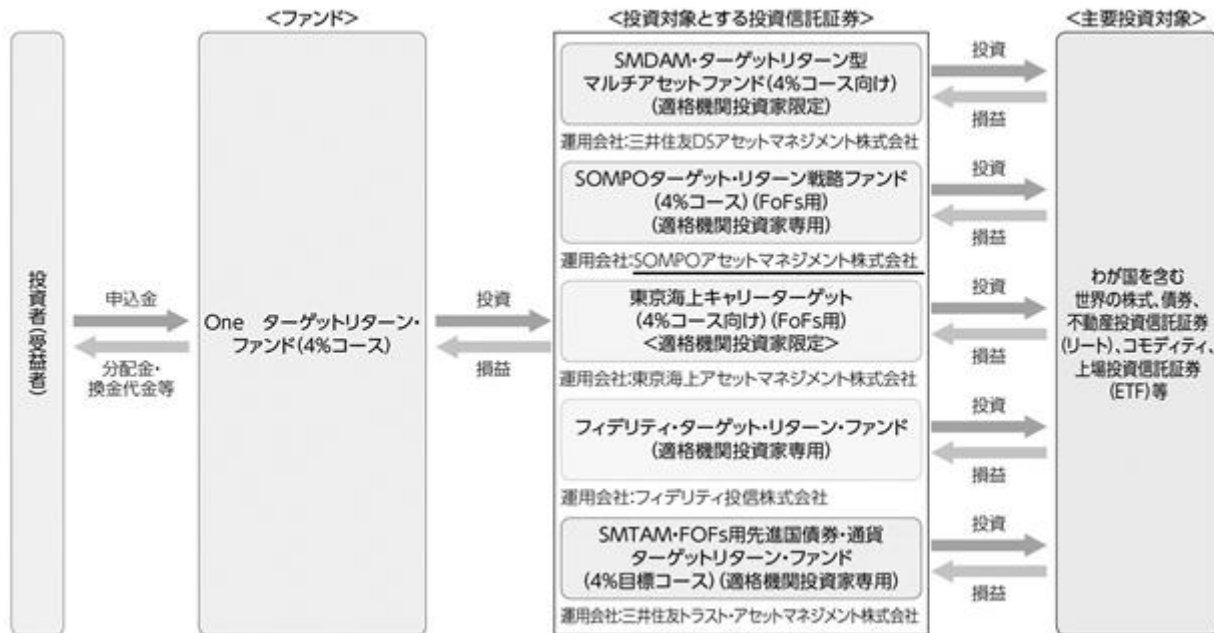 <ファンド>
<投資対象とする投資信託証券>
<主要投資対象>
投資者(受益者)
申込金
分配金・
換金代金等
One ターゲットリターン・
ファンド(4%コース)
投資
損益
SMDAM・ターゲットリターン型
マルチアセットファンド(4%コース向け)
(適格機関投資家限定)
運用会社:三井住友DSアセットマネジメント株式会社
投資
損益
SOMPOターゲット・リターン戦略ファンド
(4%コース)(FoFs用)
(適格機関投資家専用)
運用会社:SOMPOアセットマネジメント株式会社
投資
損益
東京海上キャリーターゲット
(4%コース向け)(FoFs用)
<適格機関投資家限定>
運用会社:東京海上アセットマネジメント株式会社
投資
損益
フィデリティ・ターゲット・リターン・ファンド
(適格機関投資家専用)
運用会社:フィデリティ投信株式会社
投資
損益
SMTAM・FOFs用先進国債券・通貨
ターゲットリターン・ファンド
(4%目標コース)(適格機関投資家専用)
運用会社:三井住友トラスト・アセットマネジメント株式会社
投資
損益
わが国を含む
世界の株式、債券、
不動産投資信託証券
(リート)、コモディティ、
上場投資信託証券
(ETF)等